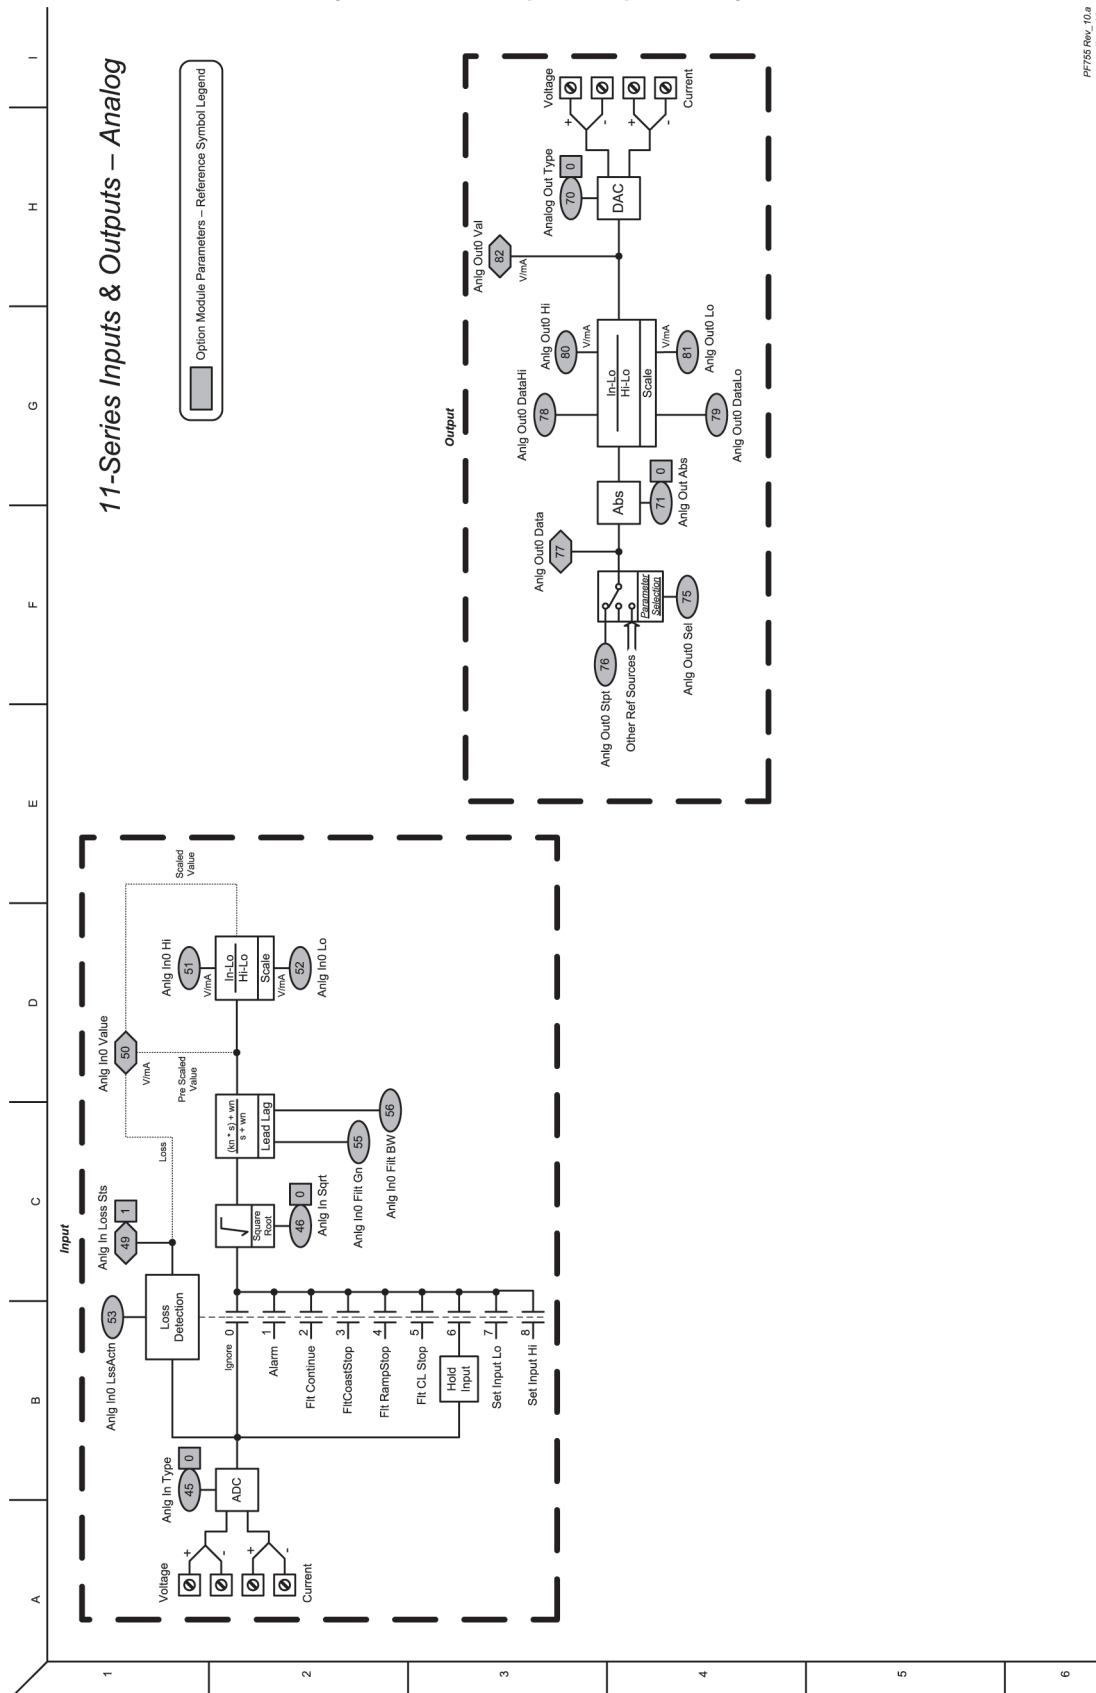 11-Series Inputs & Outputs – Analog
Option Module Parameters – Reference Symbol Legend
A
B
C
D
E
F
G
H
I
1
2
3
4
5
6
Input
Voltage
+
-
+
-
Current
Anlg In Type
45
0
ADC
Anlg In0 LssActn
53
Loss
Detection
Anlg In Loss Sts
49
1
Loss
Ignore
0
Alarm
1
Flt Continue
2
FltCoastStop
3
Flt RampStop
4
Flt CL Stop
5
Hold
Input
6
Set Input Lo
7
Set Input Hi
8
Square
Root
46
0
Anlg In Sqrt
(kn * s) + wn
s + wn
Lead Lag
55
Anlg In0 Filt Gn
56
Anlg In0 Filt BW
Anlg In0 Value
50
V/mA
Pre Scaled
Value
Scaled
Value
Anlg In0 Hi
51
V/mA
In-Lo
Hi-Lo
Scale
V/mA
52
Anlg In0 Lo
Output
Anlg Out0 Stpt
76
Other Ref Sources
Parameter
Selection
75
Anlg Out0 Sel
Anlg Out0 Data
77
Abs
71
0
Anlg Out Abs
Anlg Out0 DataHi
78
Anlg Out0 Hi
80
V/mA
In-Lo
Hi-Lo
Scale
79
Anlg Out0 DataLo
V/mA
81
Anlg Out0 Lo
Anlg Out0 Val
82
V/mA
Analog Out Type
70
0
DAC
Voltage
+
-
+
-
Current
PF755 Rev_10.a